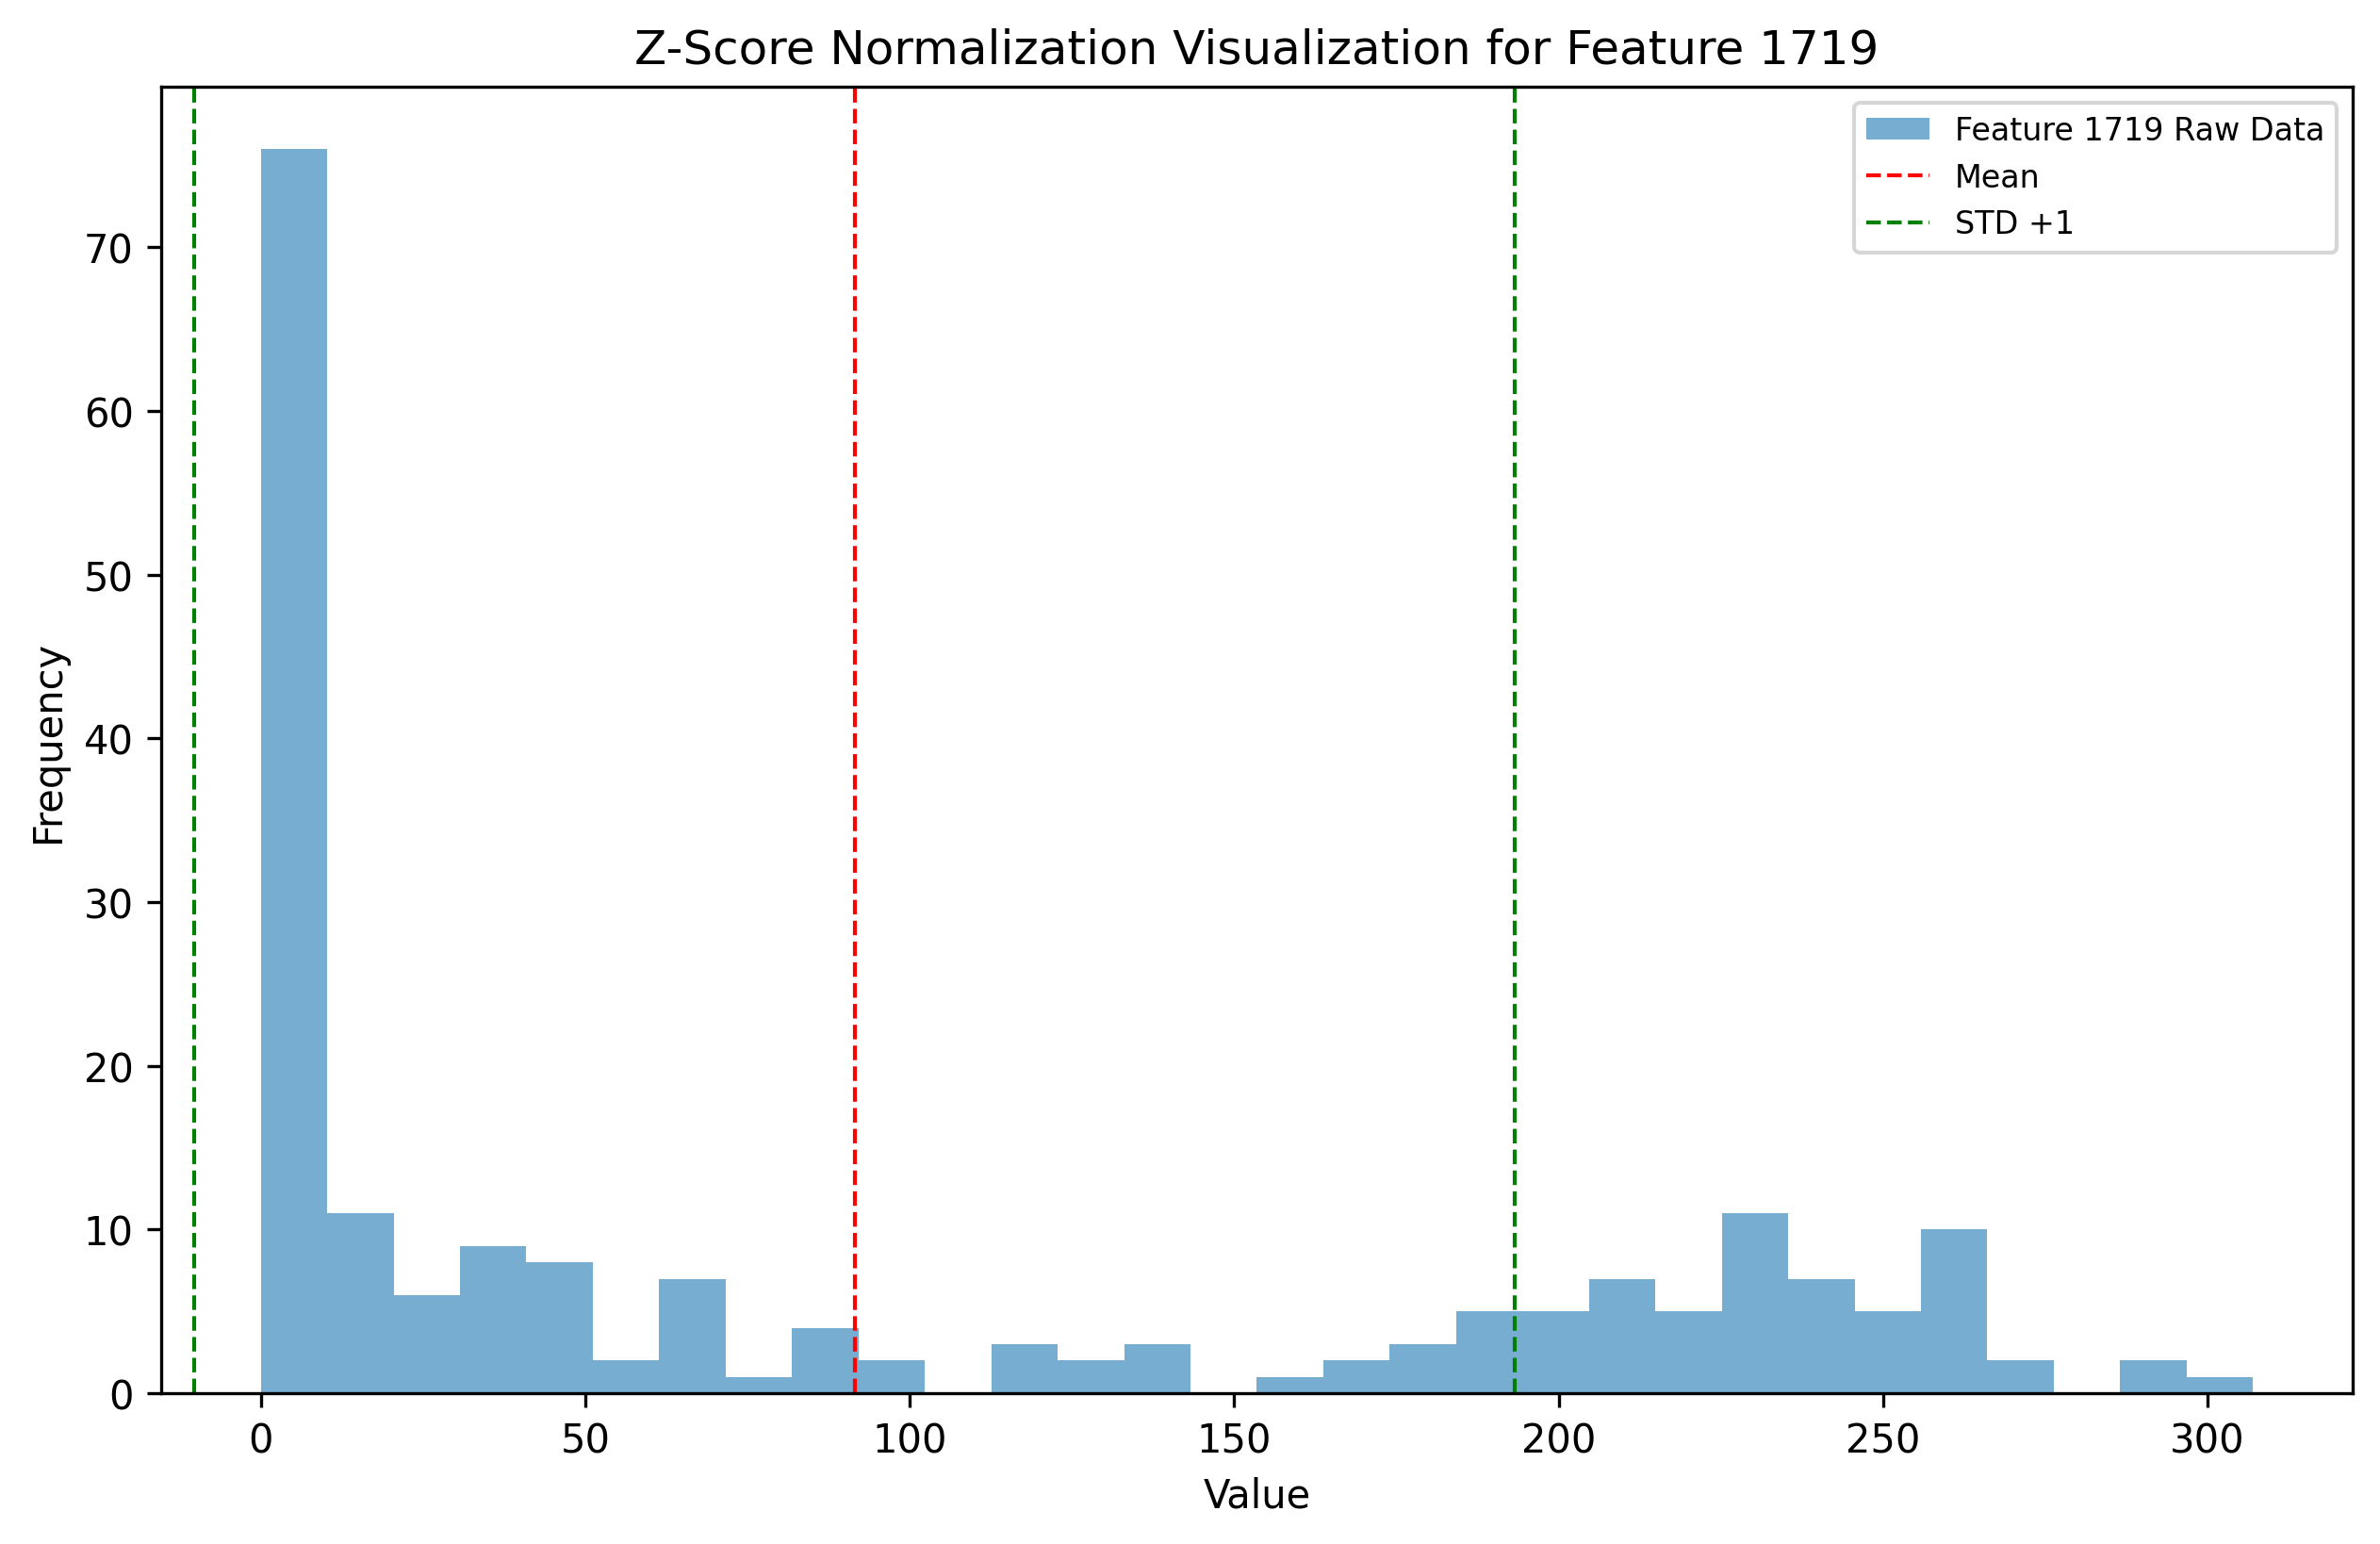 Z-Score Normalization Visualization for Feature 1719
Feature 1719 Raw Data
Mean
STD +1
70
60
50
40
30
20
10
0
Frequency
0 50 100 150 200 250 300
Value